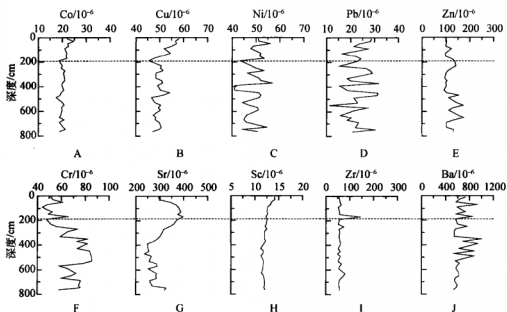 Co/10⁻⁶ Cu/10⁻⁶ Ni/10⁻⁶ Pb/10⁻⁶ Zn/10⁻⁶
10 20 30 40 40 50 60 70 40 50 60 70 10 20 30 40 0 100 200 300
0
200
400
600
800
深度/cm
A B C D E
Cr/10⁻⁶ Sr/10⁻⁶ Sc/10⁻⁶ Zr/10⁻⁶ Ba/10⁻⁶
40 60 80 100 200 300 400 500 5 10 15 20 0 100 200 300 0 400 800 1200
0
200
400
600
800
深度/cm
F G H I J